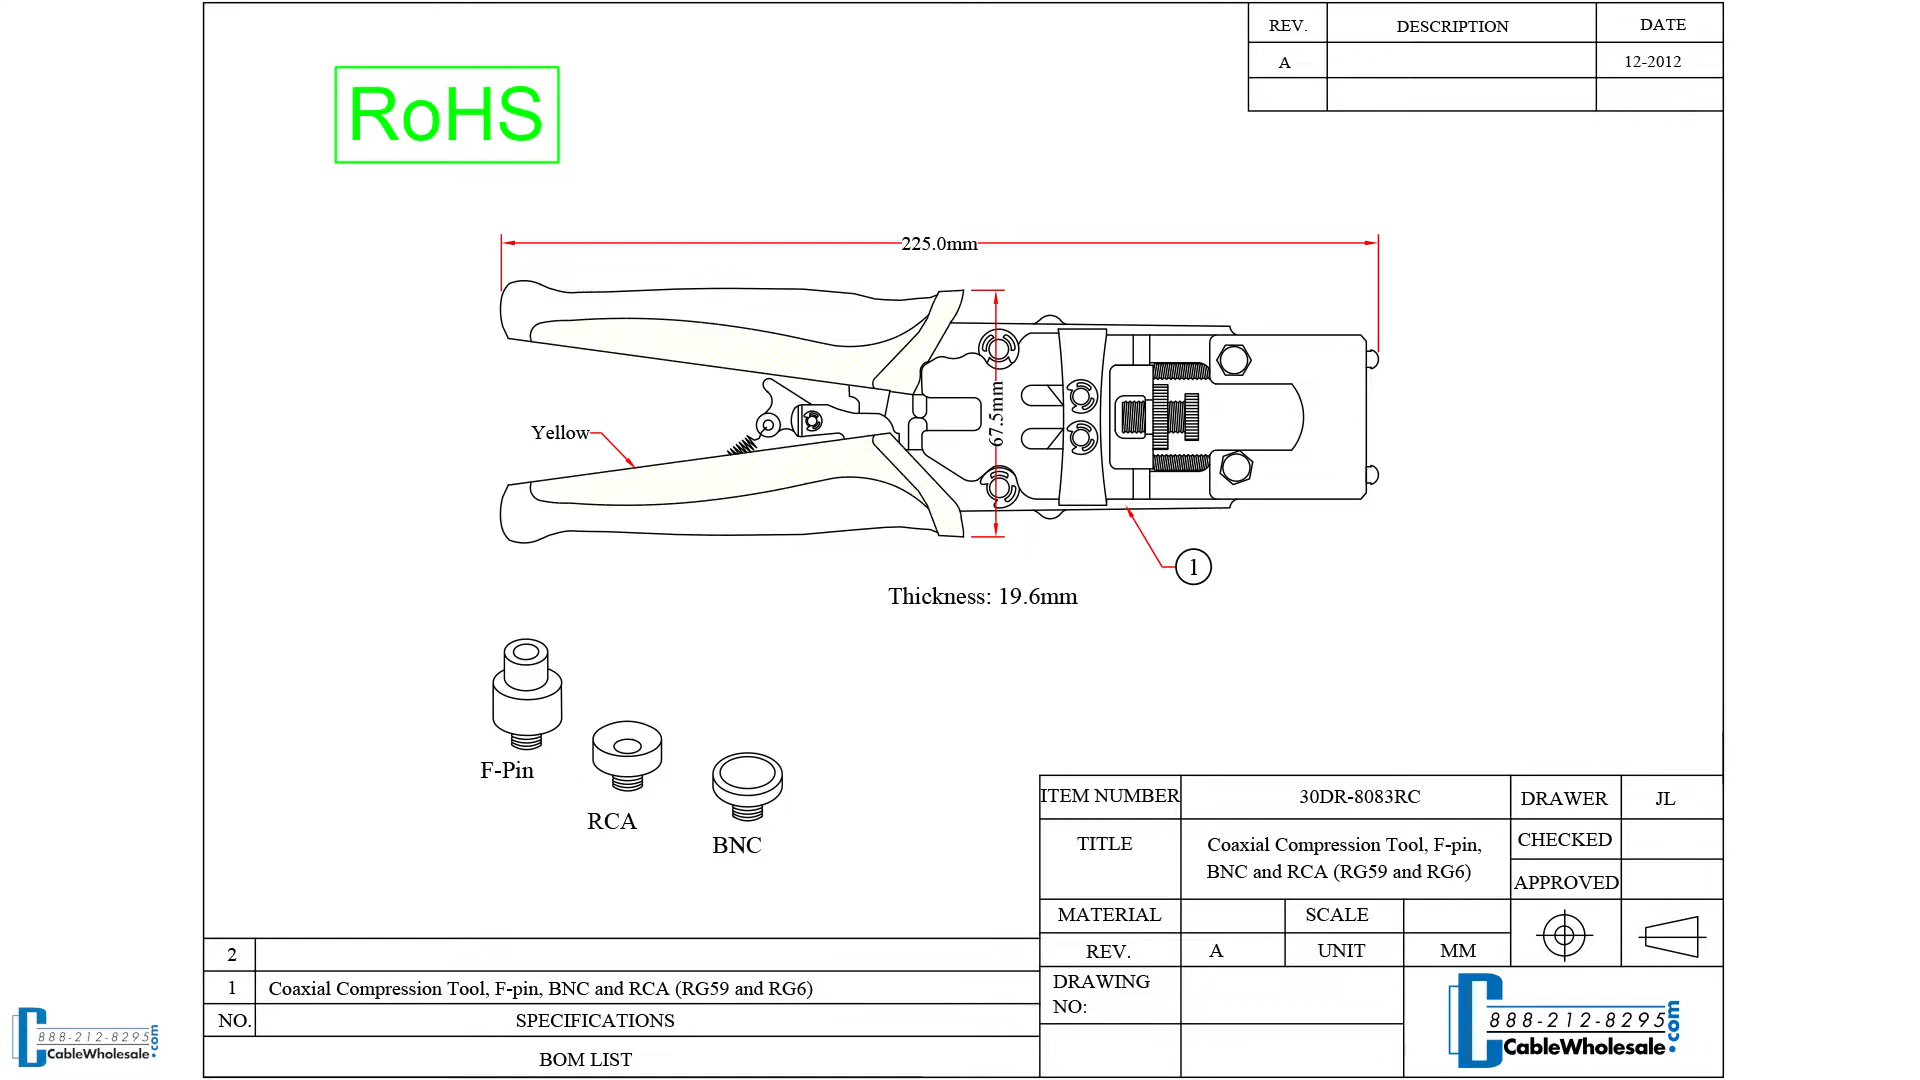 REV. DESCRIPTION DATE
A 12-2012
RoHS
225.0mm
67.5mm
Yellow
1
Thickness: 19.6mm
F-Pin
RCA
BNC
ITEM NUMBER 30DR-8083RC DRAWER JL
TITLE Coaxial Compression Tool, F-pin,
BNC and RCA (RG59 and RG6)
CHECKED
APPROVED
MATERIAL SCALE
REV. A UNIT MM
DRAWING
NO:
2
1 Coaxial Compression Tool, F-pin, BNC and RCA (RG59 and RG6)
NO. SPECIFICATIONS
BOM LIST
888-212-8295
CableWholesale.com
888-212-8295
CableWholesale.com